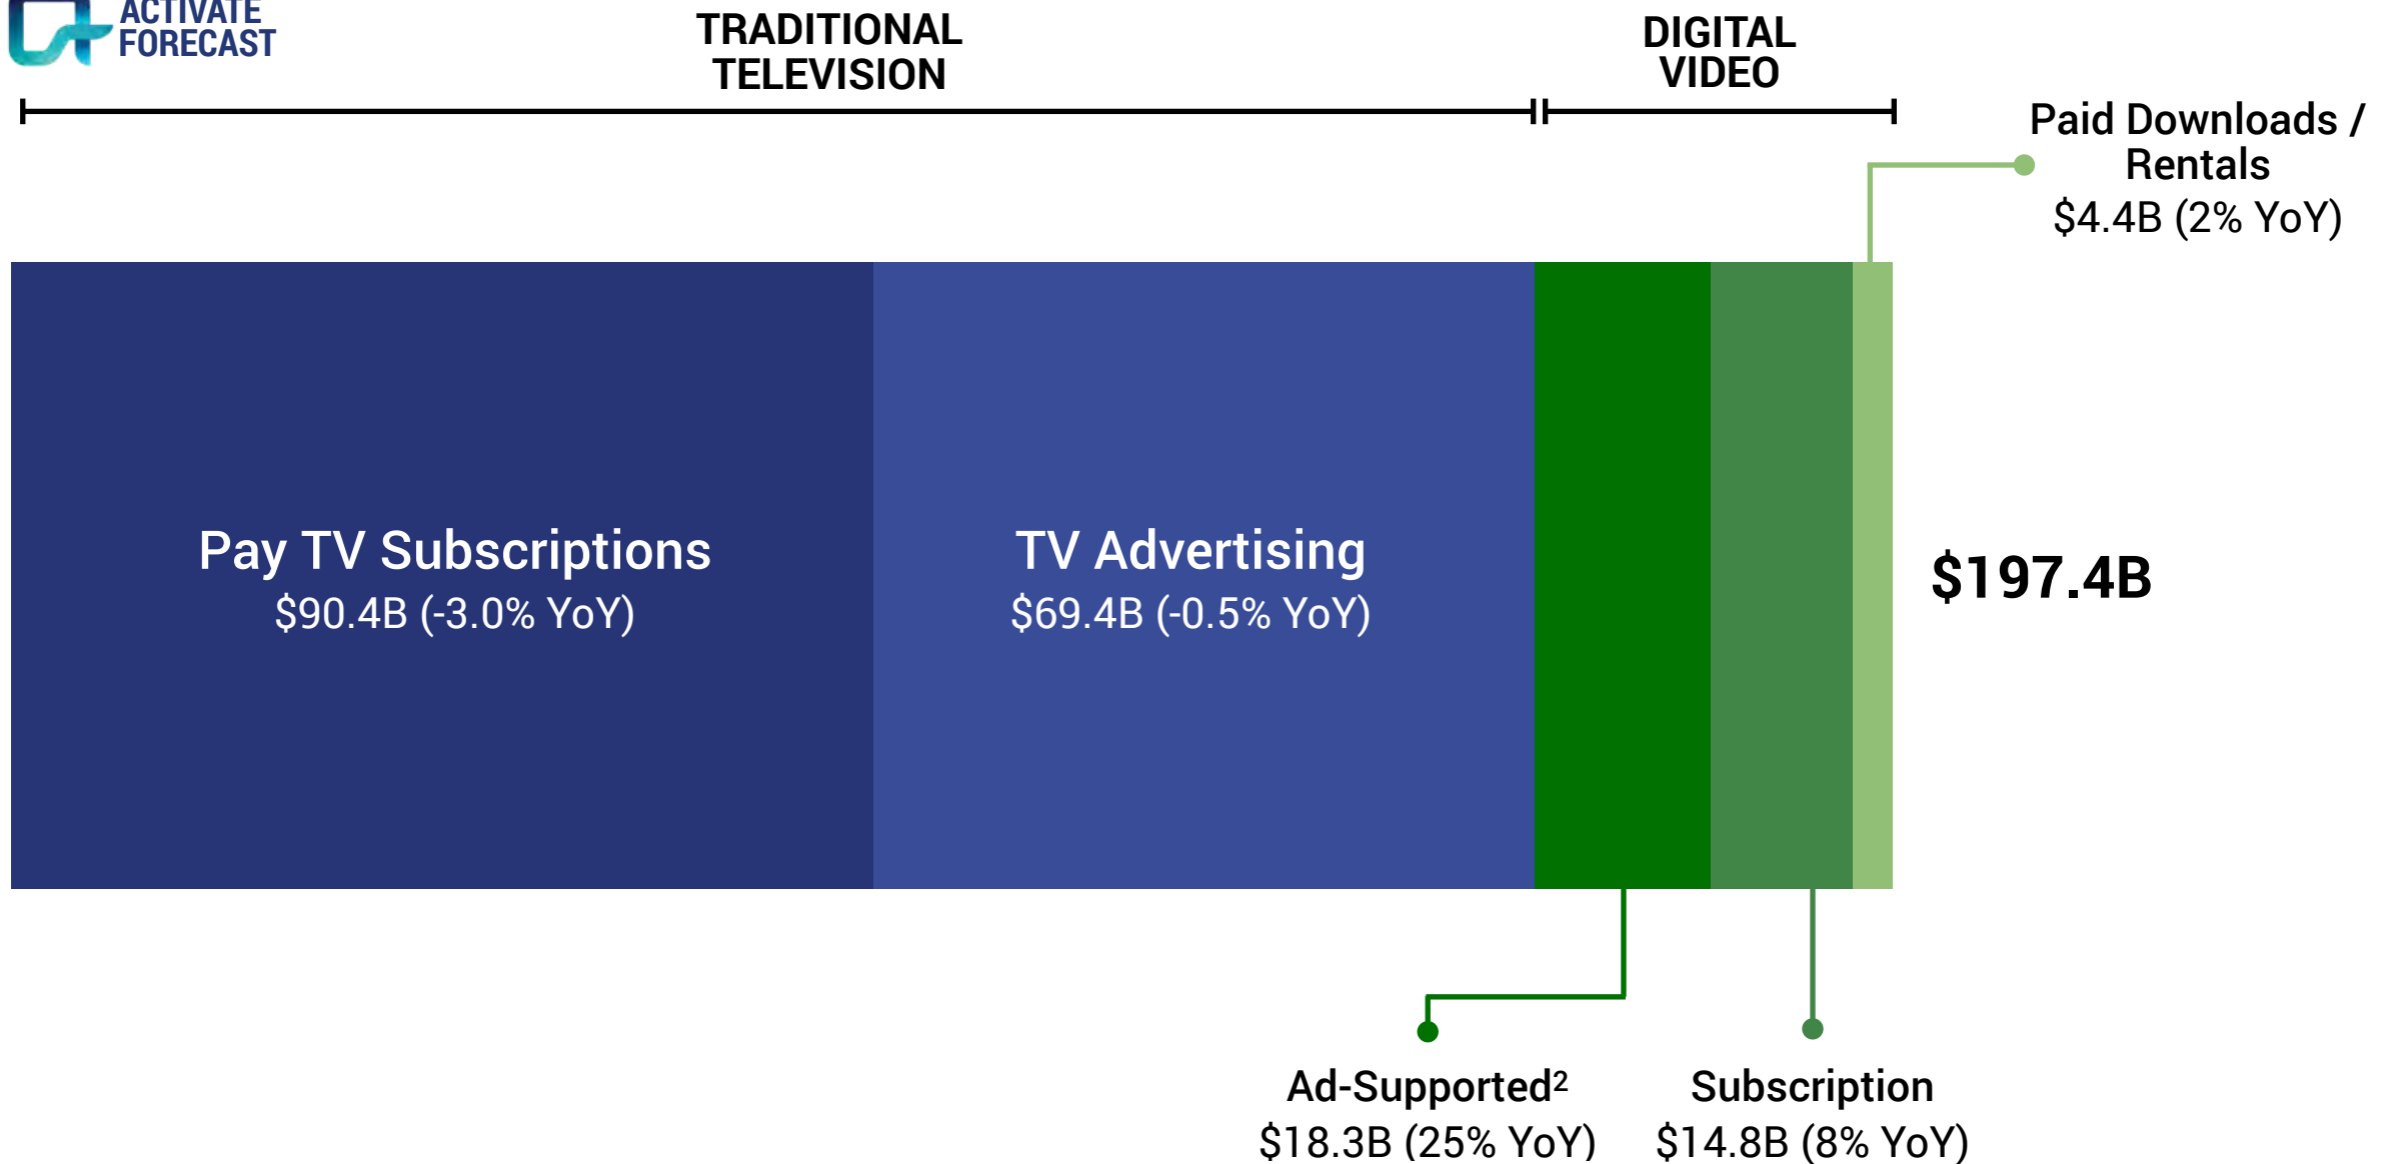 ACTIVATE
FORECAST
TRADITIONAL
TELEVISION
DIGITAL
VIDEO
Paid Downloads /
Rentals
$4.4B (2% YoY)
Pay TV Subscriptions
$90.4B (-3.0% YoY)
TV Advertising
$69.4B (-0.5% YoY)
$197.4B
Ad-Supported²
$18.3B (25% YoY)
Subscription
$14.8B (8% YoY)